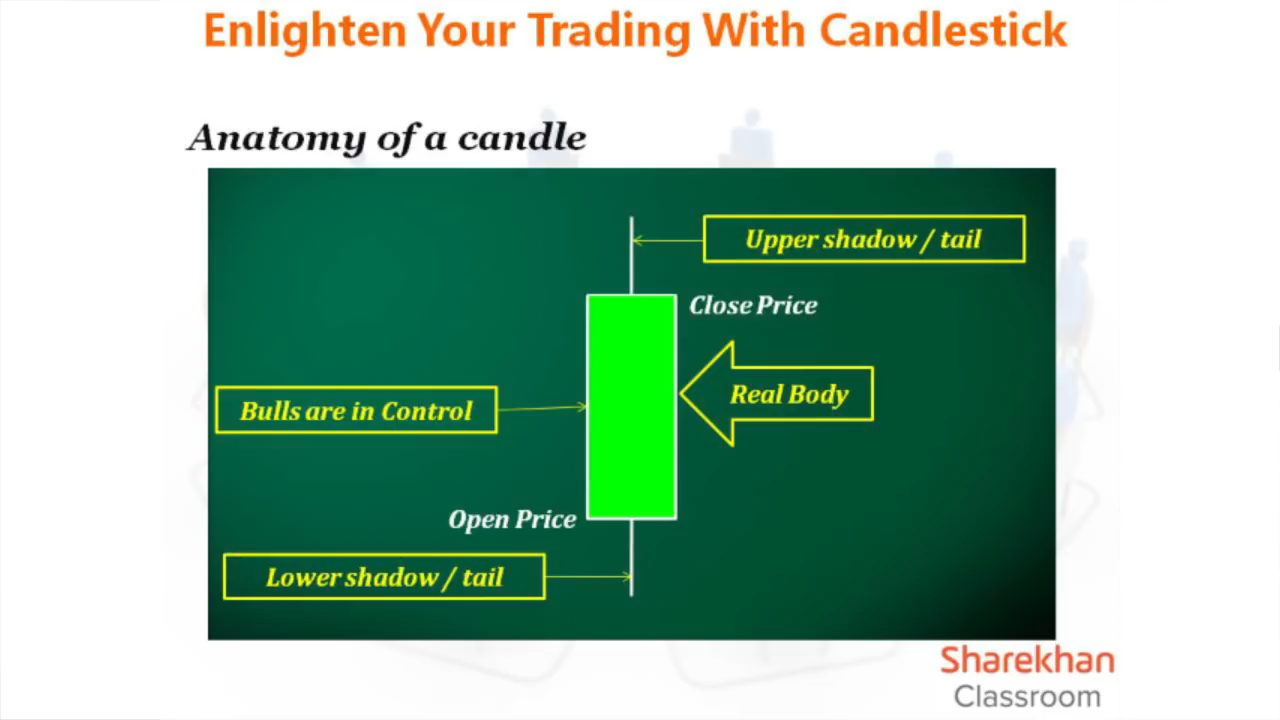 Enlighten Your Trading With Candlestick
Anatomy of a candle
Upper shadow / tail
Close Price
Real Body
Bulls are in Control
Open Price
Lower shadow / tail
Sharekhan
Classroom